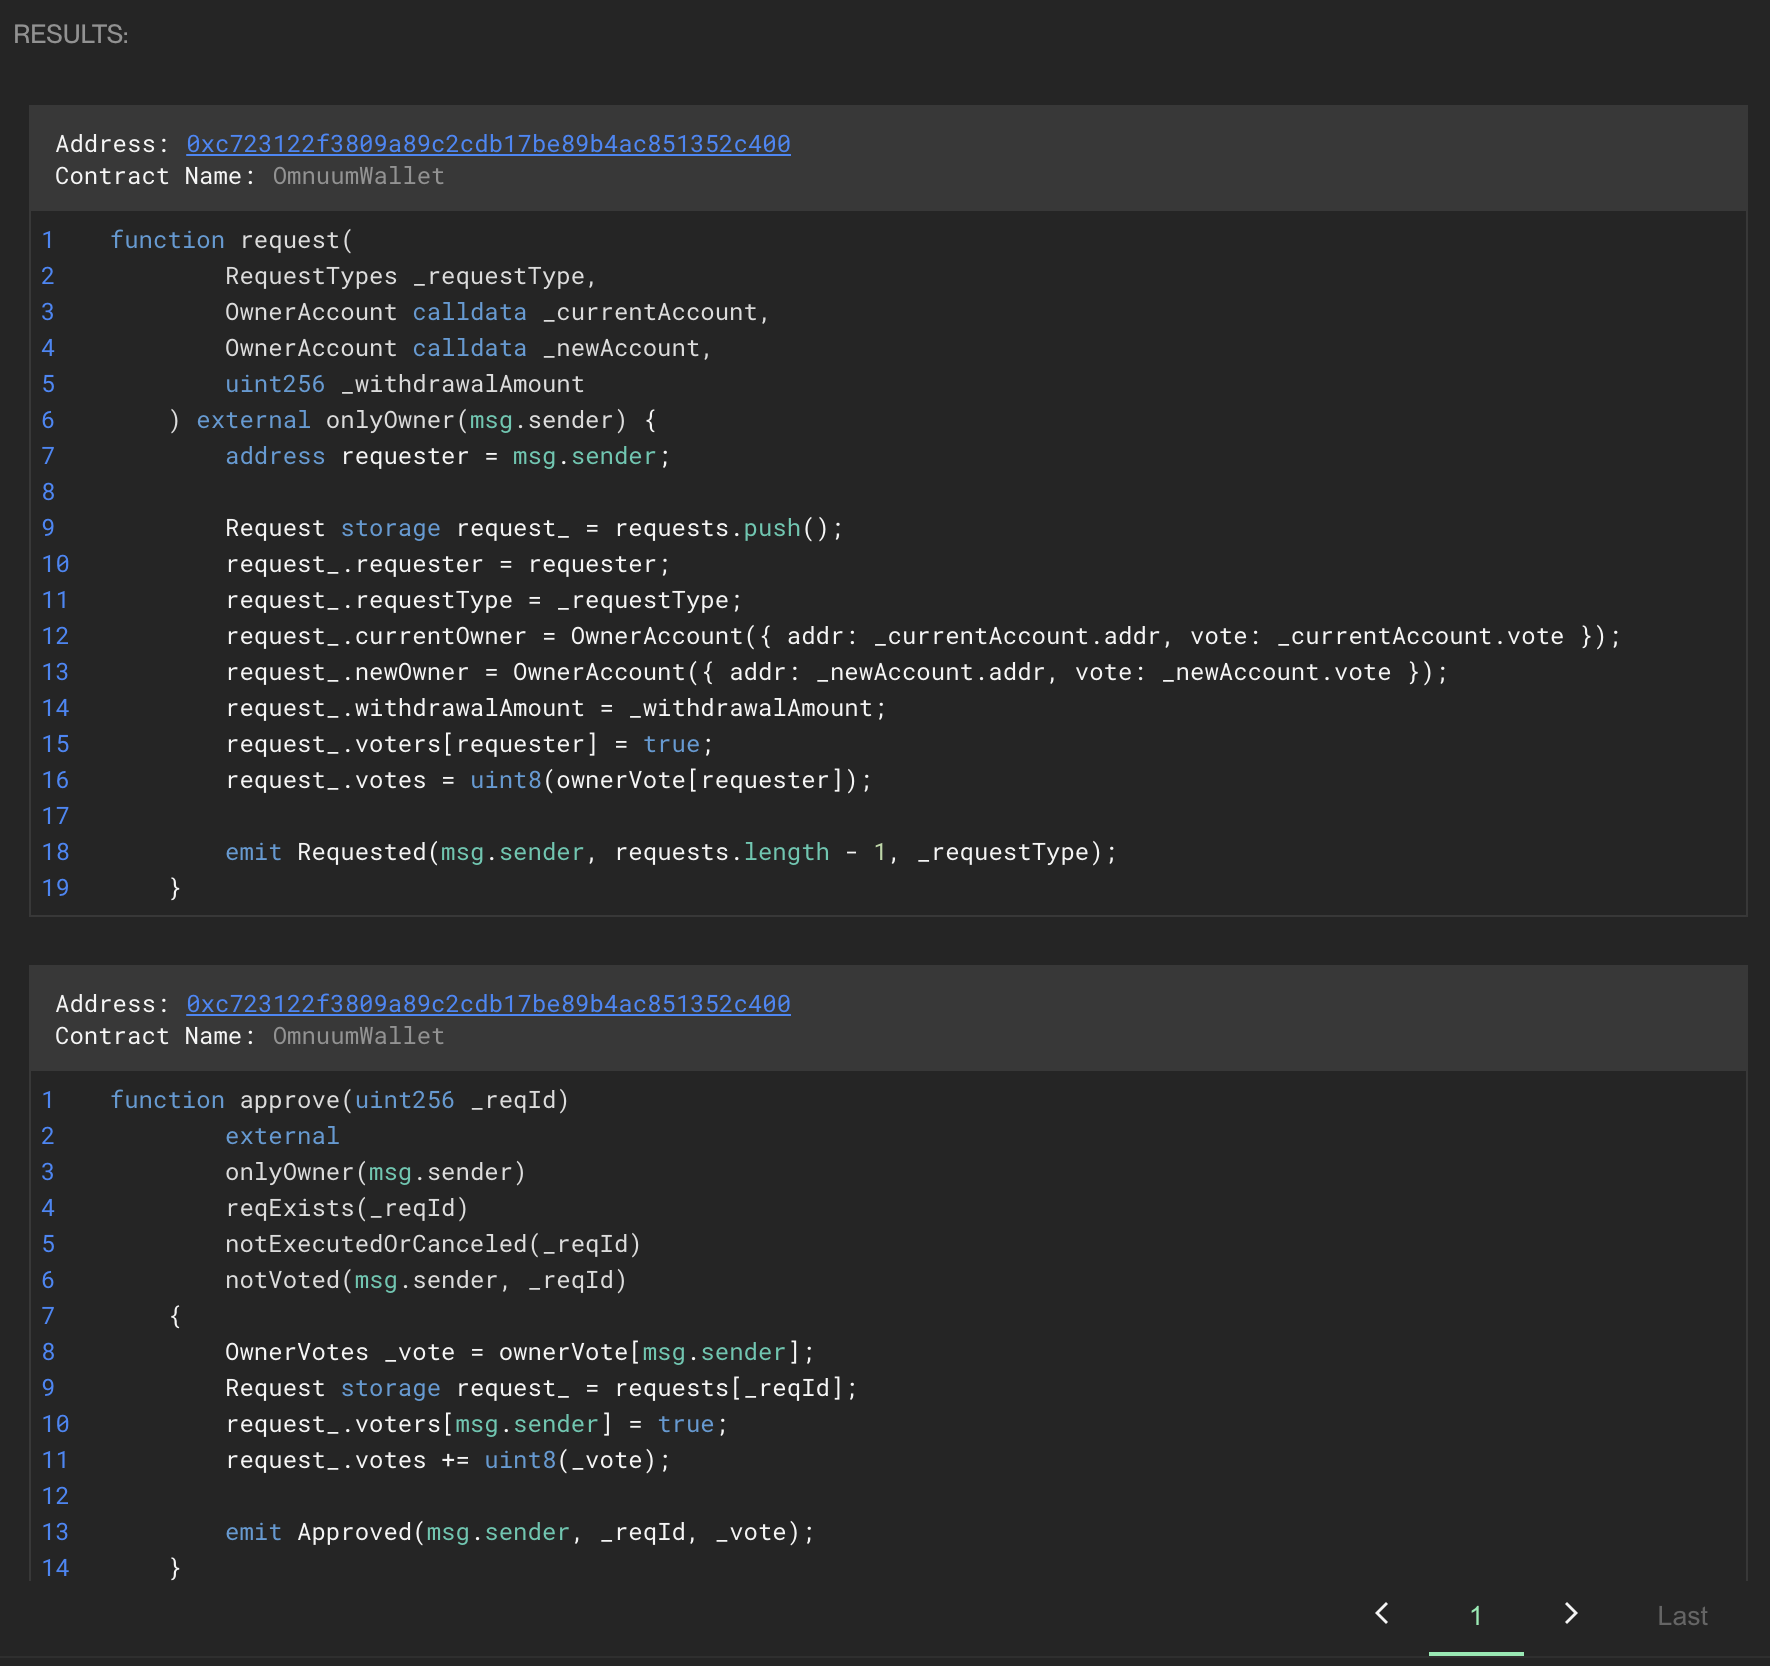 RESULTS:
Address: 0xc723122f3809a89c2cdb17be89b4ac851352c400
Contract Name: OmnuumWallet
1 function request(
2 RequestTypes _requestType,
3 OwnerAccount calldata _currentAccount,
4 OwnerAccount calldata _newAccount,
5 uint256 _withdrawalAmount
6 ) external onlyOwner(msg.sender) {
7 address requester = msg.sender;
8
9 Request storage request_ = requests.push();
10 request_.requester = requester;
11 request_.requestType = _requestType;
12 request_.currentOwner = OwnerAccount({ addr: _currentAccount.addr, vote: _currentAccount.vote });
13 request_.newOwner = OwnerAccount({ addr: _newAccount.addr, vote: _newAccount.vote });
14 request_.withdrawalAmount = _withdrawalAmount;
15 request_.voters[requester] = true;
16 request_.votes = uint8(ownerVote[requester]);
17
18 emit Requested(msg.sender, requests.length - 1, _requestType);
19 }
Address: 0xc723122f3809a89c2cdb17be89b4ac851352c400
Contract Name: OmnuumWallet
1 function approve(uint256 _reqId)
2 external
3 onlyOwner(msg.sender)
4 reqExists(_reqId)
5 notExecutedOrCanceled(_reqId)
6 notVoted(msg.sender, _reqId)
7 {
8 OwnerVotes _vote = ownerVote[msg.sender];
9 Request storage request_ = requests[_reqId];
10 request_.voters[msg.sender] = true;
11 request_.votes += uint8(_vote);
12
13 emit Approved(msg.sender, _reqId, _vote);
14 }
1 Last